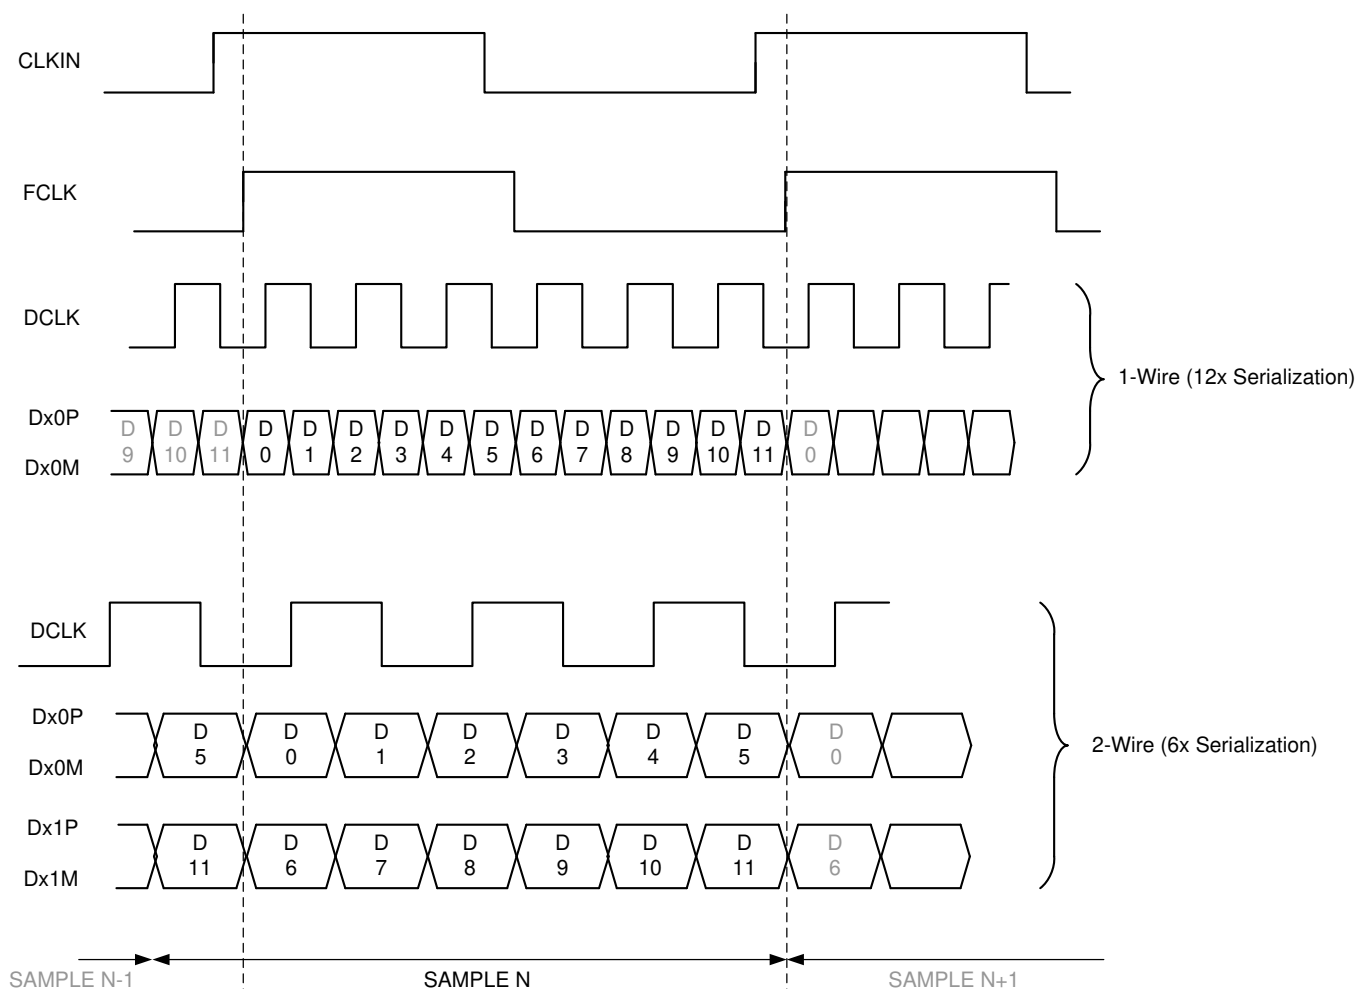 CLKIN
FCLK
DCLK
1-Wire (12x Serialization)
Dx0P
Dx0M
D 9
D 10
D 11
D 0
D 1
D 2
D 3
D 4
D 5
D 6
D 7
D 8
D 9
D 10
D 11
D 0
DCLK
Dx0P
Dx0M
D 5
D 0
D 1
D 2
D 3
D 4
D 5
D 0
2-Wire (6x Serialization)
Dx1P
Dx1M
D 11
D 6
D 7
D 8
D 9
D 10
D 11
D 6
SAMPLE N-1
SAMPLE N
SAMPLE N+1